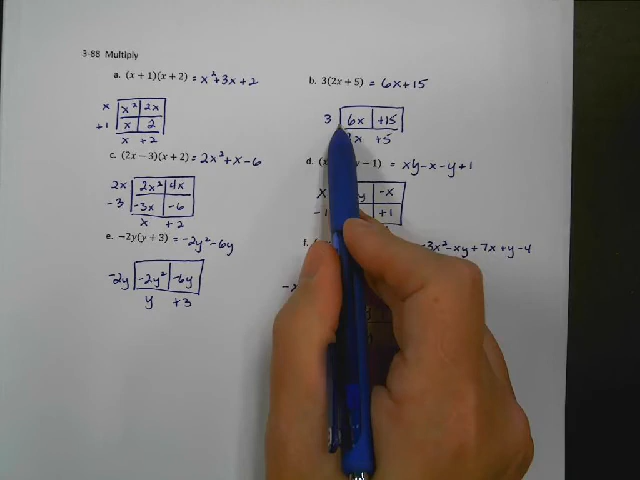 3-88 Multiply
a. (x + 1)(x + 2) = x² + 3x + 2
x x² 2x
+1 x 2
x +2
b. 3(2x + 5) = 6x + 15
3 6x +15
x +5
c. (2x − 3)(x + 2) = 2x² + x − 6
2x 2x² 4x
-3 -3x -6
x +2
d. (x − 1) = xy − x − y + 1
x y -x
-1 +1
e. −2y(y + 3) = -2y² - 6y
-2y -2y² -6y
y +3
f. -3x² - xy + 7x + y - 4